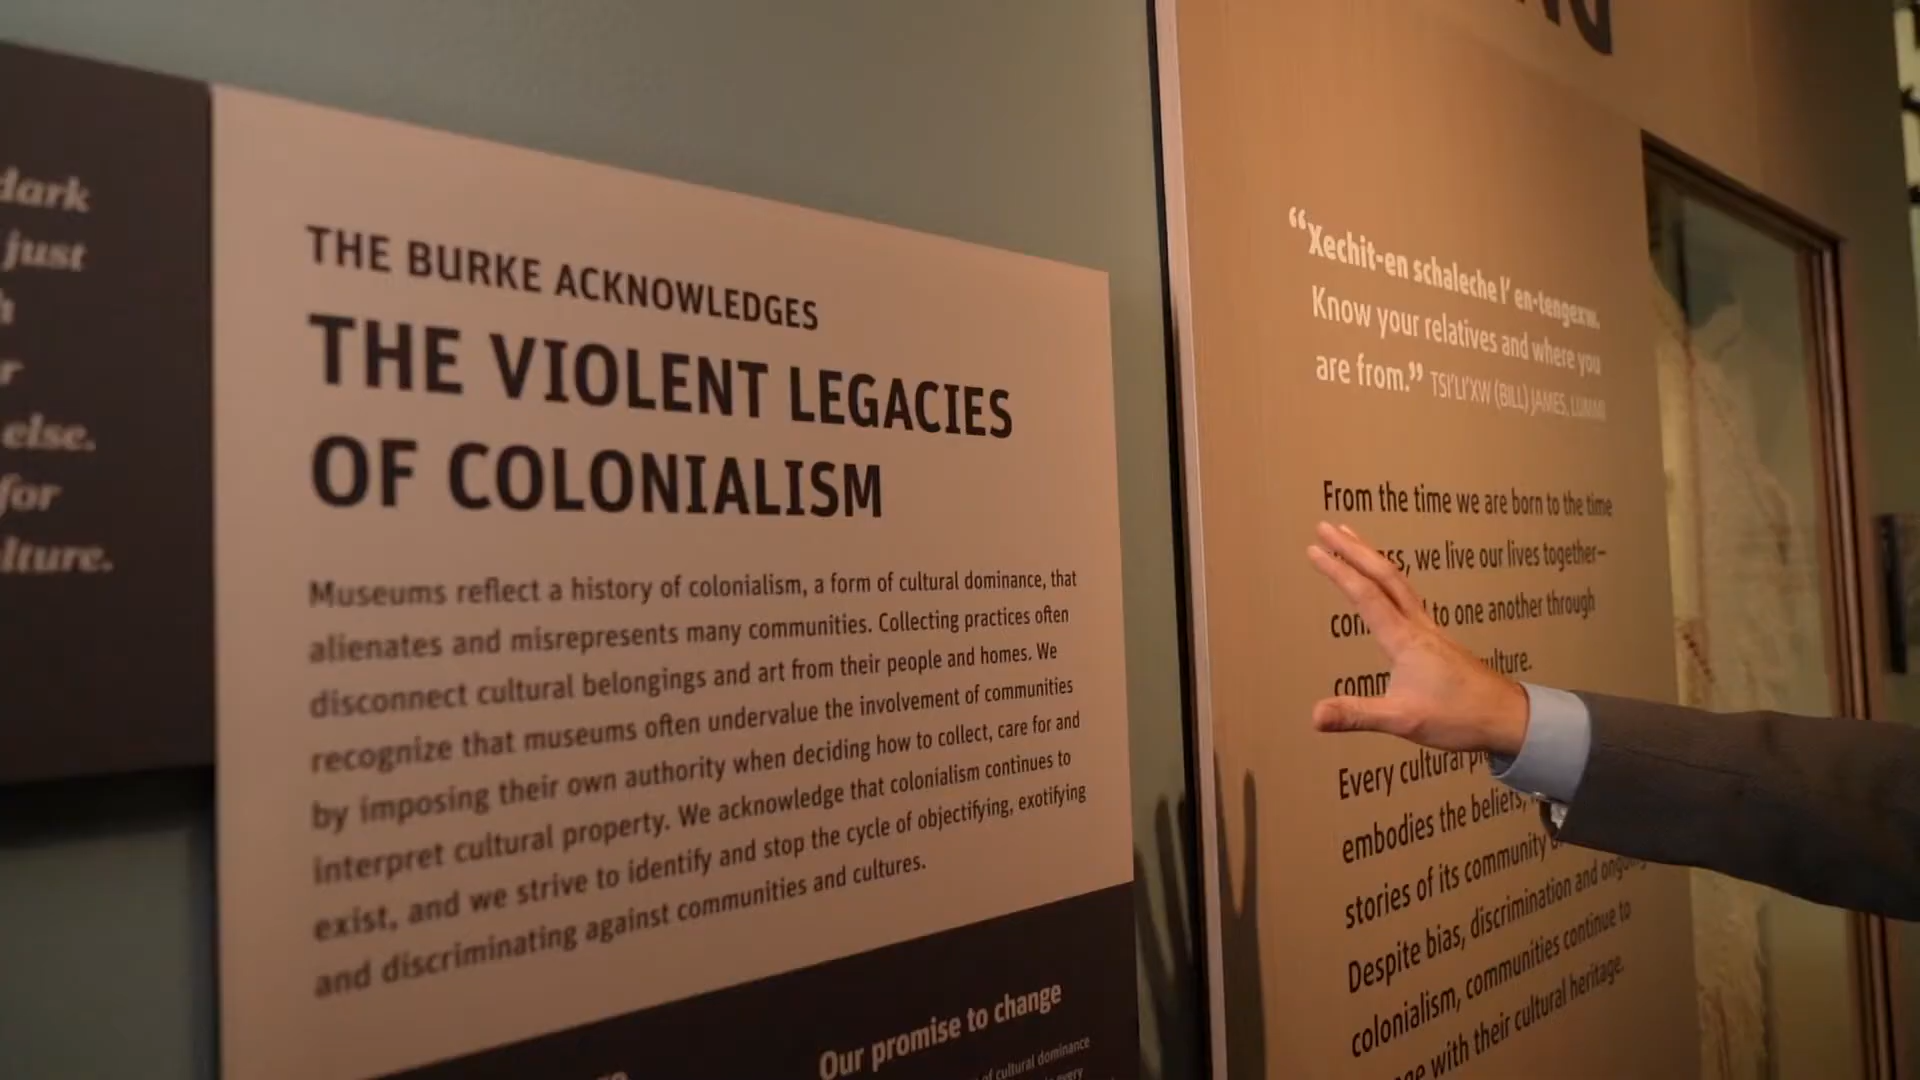 dark
just
else.
for
lture.
THE BURKE ACKNOWLEDGES
THE VIOLENT LEGACIES
OF COLONIALISM
Museums reflect a history of colonialism, a form of cultural dominance, that
alienates and misrepresents many communities. Collecting practices often
disconnect cultural belongings and art from their people and homes. We
recognize that museums often undervalue the involvement of communities
by imposing their own authority when deciding how to collect, care for and
interpret cultural property. We acknowledge that colonialism continues to
exist, and we strive to identify and stop the cycle of objectifying, exotifying
and discriminating against communities and cultures.
Our promise to change
of cultural dominance
every
“Xechit-en schaleche l’ en-tengexw.
Know your relatives and where you
are from.” TSI’LI’XW (BILL) JAMES, LUMMI
From the time we are born to the time
ss, we live our lives together–
con to one another through
comm ulture.
Every cultural
embodies the beliefs,
stories of its community
Despite bias, discrimination and ongoing
colonialism, communities continue to
with their cultural heritage.